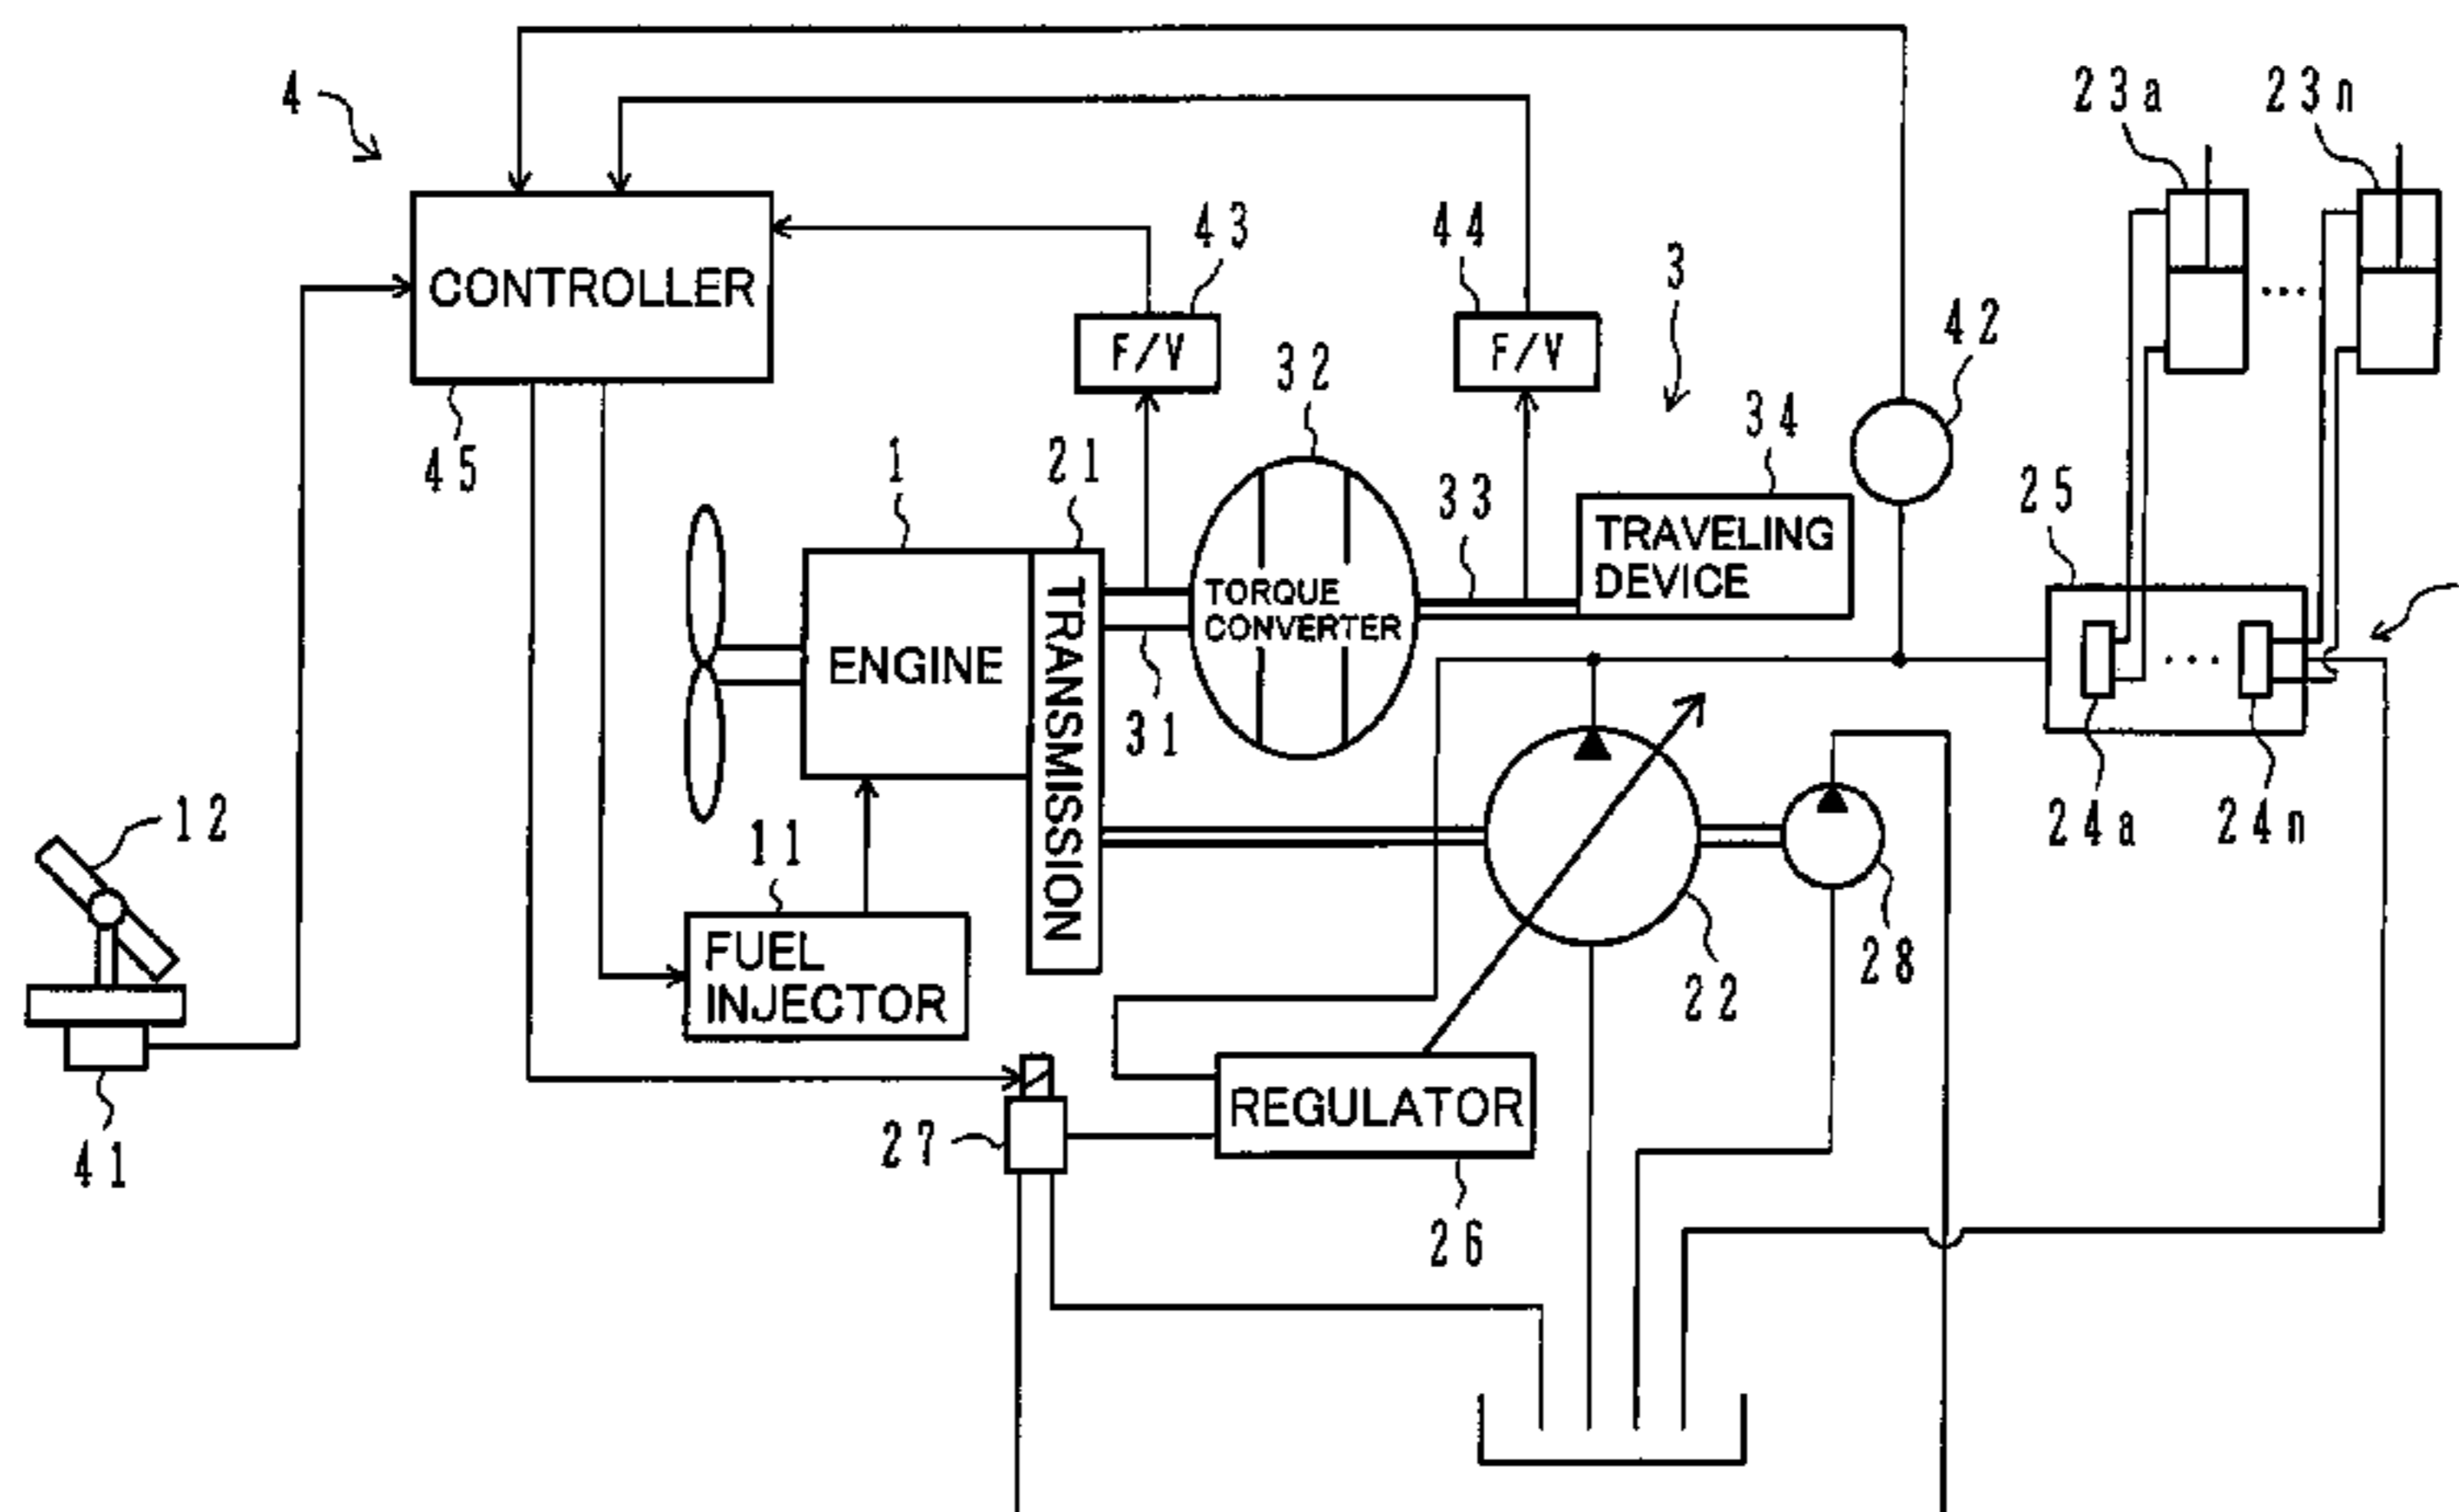 4
23a
23n
43
44
3
CONTROLLER
42
F/V
F/V
32
34
45
1
21
33
25
TRAVELING
DEVICE
TORQUE
CONVERTER
TRANSMISSION
ENGINE
31
12
11
24a
24n
28
FUEL
INJECTOR
22
REGULATOR
27
41
26